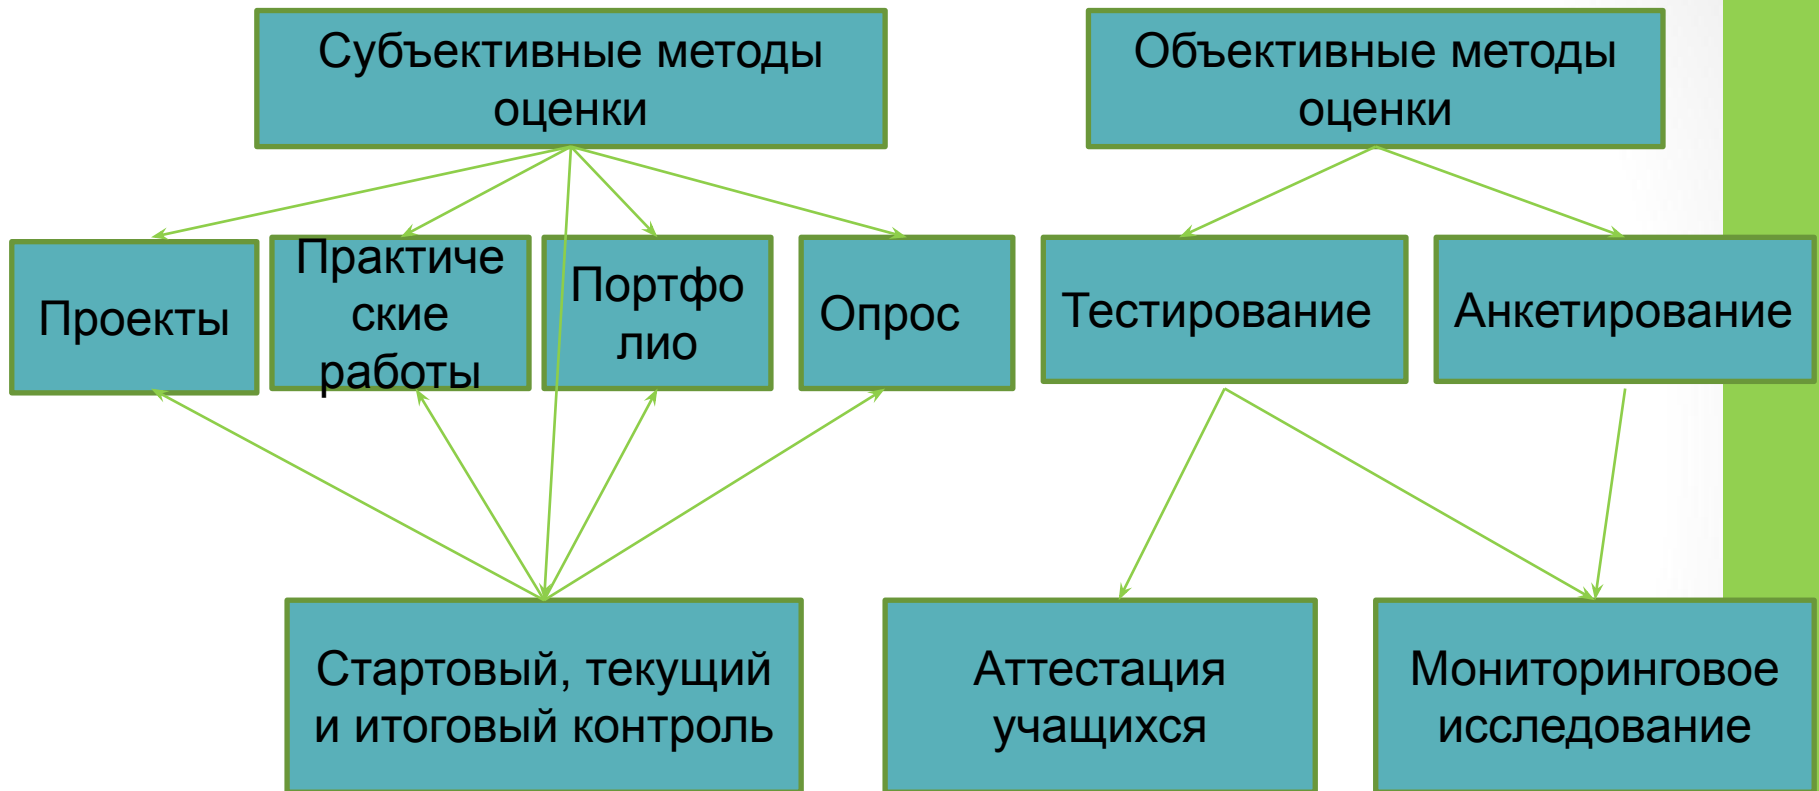 Субъективные методы
оценки
Объективные методы
оценки
Проекты
Практиче
ские
работы
Портфо
лио
Опрос
Тестирование
Анкетирование
Стартовый, текущий
и итоговый контроль
Аттестация
учащихся
Мониторинговое
исследование